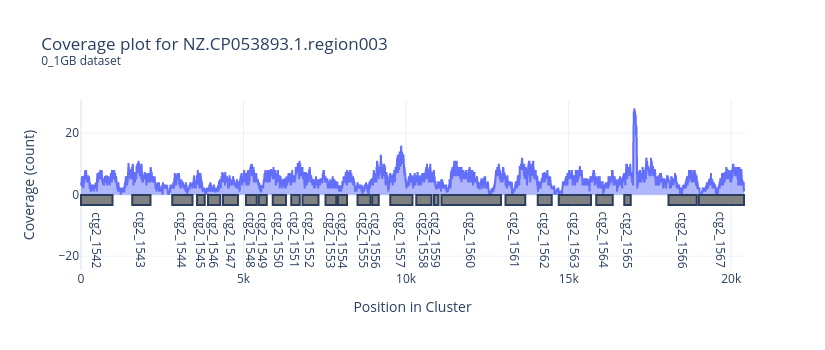 Coverage plot for NZ.CP053893.1.region003
0_1GB dataset
Coverage (count)
20
0
−20
ctg2_1542
ctg2_1543
ctg2_1544
ctg2_1545
ctg2_1546
ctg2_1547
ctg2_1548
ctg2_1549
ctg2_1550
ctg2_1551
ctg2_1552
ctg2_1553
ctg2_1554
ctg2_1555
ctg2_1556
ctg2_1557
ctg2_1558
ctg2_1559
ctg2_1560
ctg2_1561
ctg2_1562
ctg2_1563
ctg2_1564
ctg2_1565
ctg2_1566
ctg2_1567
0
5k
10k
15k
20k
Position in Cluster